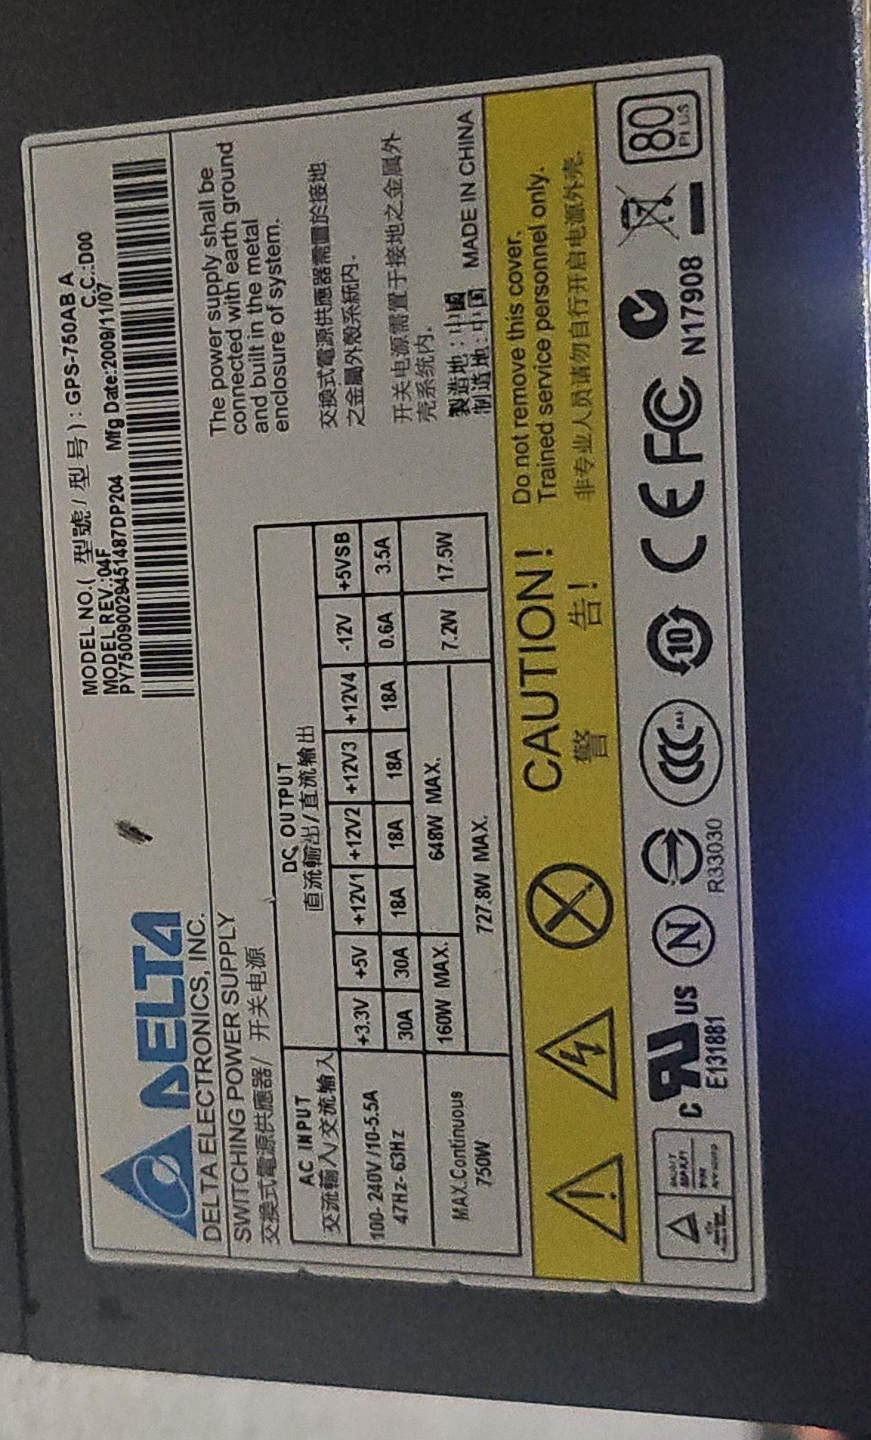 DELTA
DELTA ELECTRONICS, INC.
MODEL NO.( 型號/型号): GPS-750AB A
MODEL REV.:04F C.C.:D00
PY750090029451487DP204 Mfg Date:2009/11/07
SWITCHING POWER SUPPLY
交換式電源供應器/ 开关电源
The power supply shall be
connected with earth ground
and built in the metal
enclosure of system.
交換式電源供應器需置於接地
之金屬外殼系統內.
开关电源需置于接地之金属外
壳系统内.
製造地:中國
制造地:中国 MADE IN CHINA
AC INPUT
交流輸入/交流输入
DC OUTPUT
直流輸出/直流输出
100- 240V /10-5.5A
47Hz- 63Hz
+3.3V +5V +12V1 +12V2 +12V3 +12V4 -12V +5VSB
30A 30A 18A 18A 18A 18A 0.6A 3.5A
MAX.Continuous
750W
160W MAX. 648W MAX. 7.2W 17.5W
727.8W MAX.
CAUTION!
警 告!
Do not remove this cover.
Trained service personnel only.
非专业人员请勿自行开启电源外壳.
c RU US
E131881
N
R33030
CCC
10
CE FC
N17908
80
PLUS